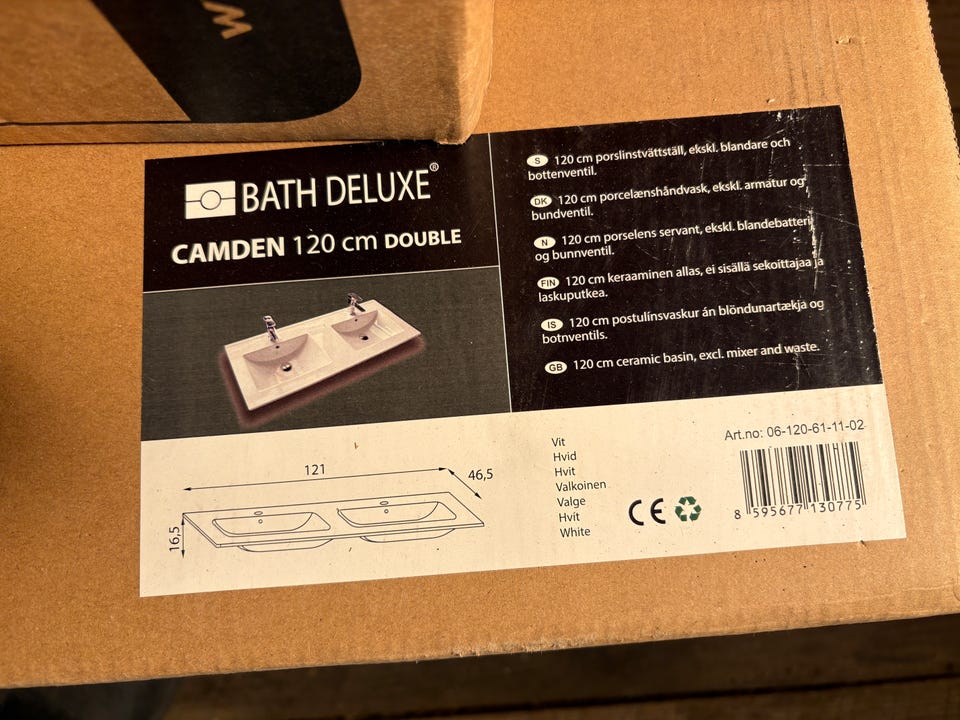 W
BATH DELUXE®
CAMDEN 120 cm DOUBLE
S 120 cm porslinstvättställ, ekskl. blandare och
bottenventil.
DK 120 cm porcelænshåndvask, ekskl. armatur og
bundventil.
N 120 cm porselens servant, ekskl. blandebatteri
og bunnventil.
FIN 120 cm keraaminen allas, ei sisällä sekoittajaa ja
laskuputkea.
IS 120 cm postulínsvaskur án blöndunartækja og
botnventils.
GB 120 cm ceramic basin, excl. mixer and waste.
121
46,5
16,5
Vit
Hvid
Hvit
Valkoinen
Valge
Hvít
White
CE
Art.no: 06-120-61-11-02
8 595677 130775